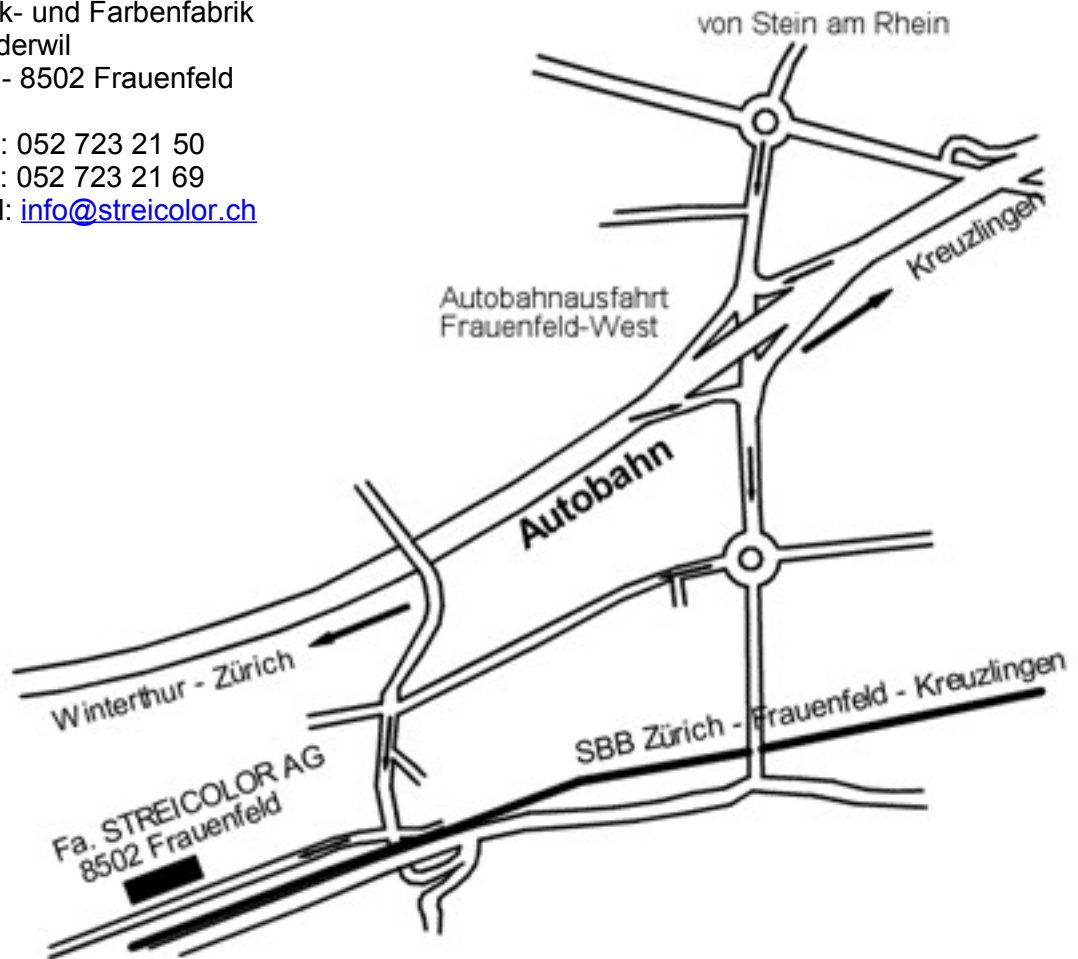 k- und Farbenfabrik
derwil
- 8502 Frauenfeld
: 052 723 21 50
: 052 723 21 69
l: info@streicolor.ch
von Stein am Rhein
Kreuzlingen
Autobahnausfahrt
Frauenfeld-West
Autobahn
Winterthur - Zürich
SBB Zürich - Frauenfeld - Kreuzlingen
Fa. STREICOLOR AG
8502 Frauenfeld